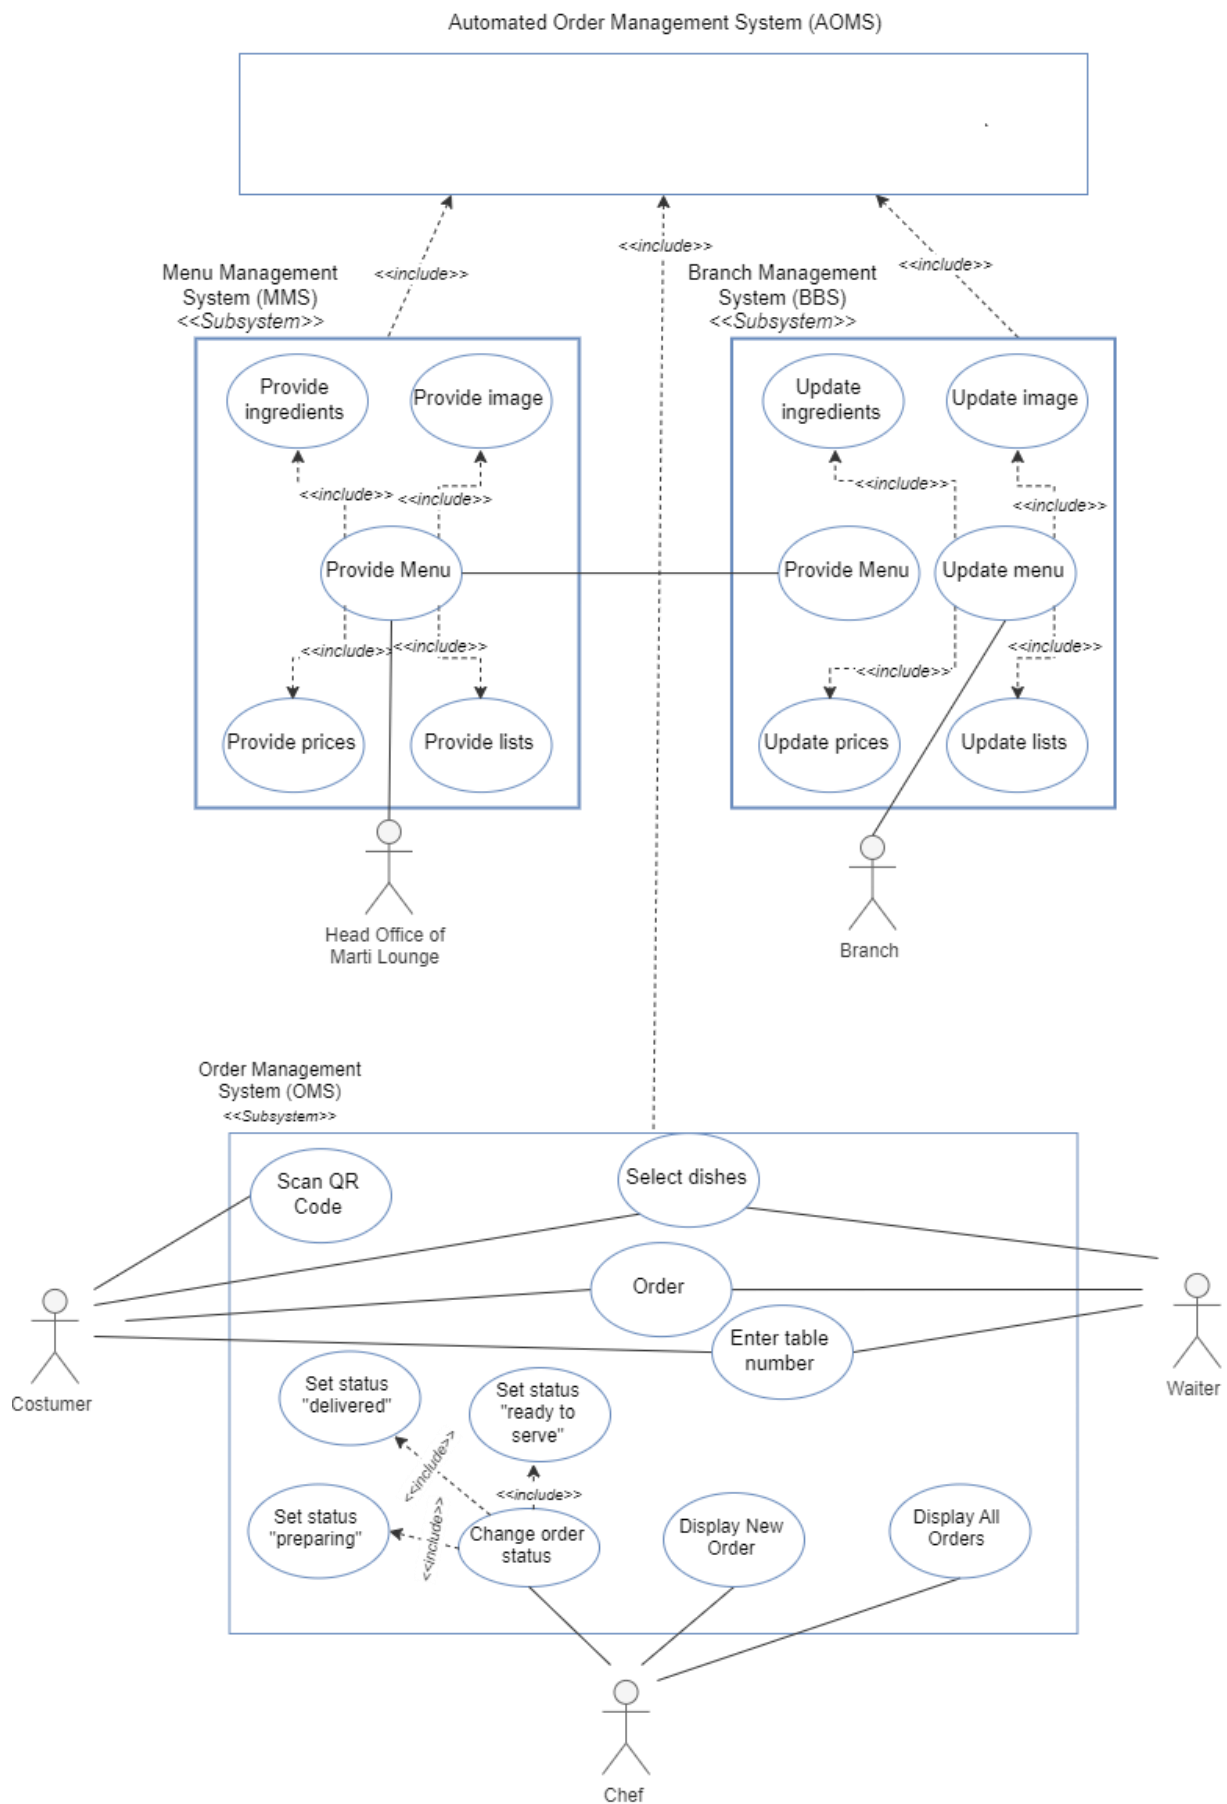 Automated Order Management System (AOMS)
<<include>>
<<include>>
<<include>>
Menu Management
System (MMS)
<<Subsystem>>
Branch Management
System (BBS)
<<Subsystem>>
Provide
ingredients
Provide image
Update
ingredients
Update image
<<include>>
<<include>>
<<include>>
<<include>>
Provide Menu
Provide Menu
Update menu
<<include>>
<<include>>
<<include>>
<<include>>
Provide prices
Provide lists
Update prices
Update lists
Head Office of
Marti Lounge
Branch
Order Management
System (OMS)
<<Subsystem>>
Scan QR
Code
Select dishes
Order
Enter table
number
Costumer
Waiter
Set status
"delivered"
Set status
"ready to
serve"
<<include>>
<<include>>
<<include>>
Set status
"preparing"
Change order
status
Display New
Order
Display All
Orders
Chef